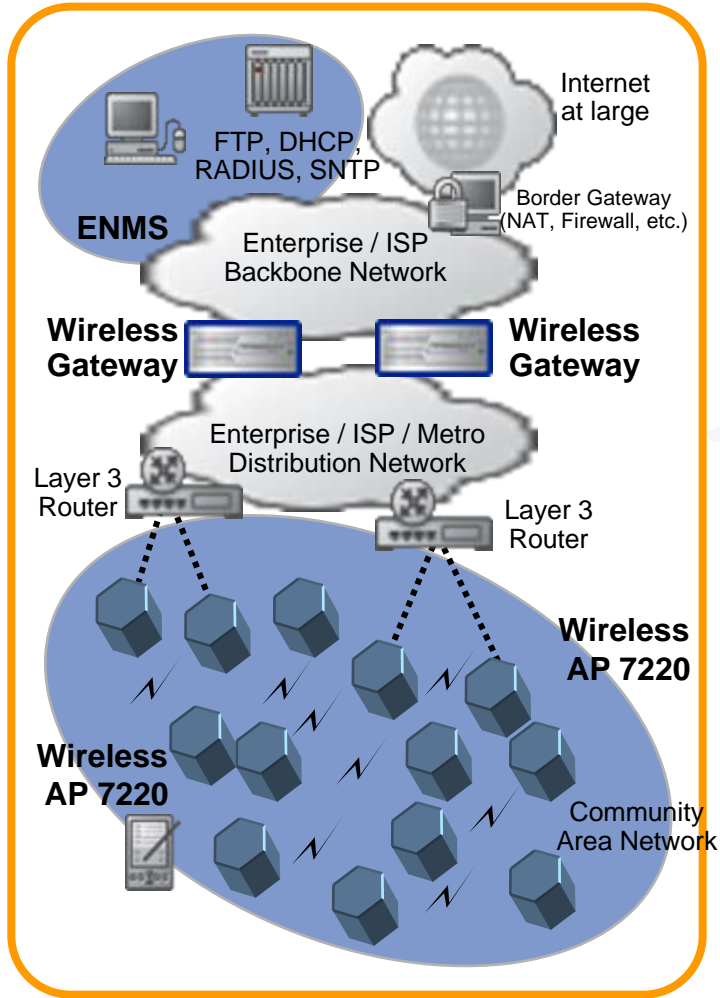 Internet
at large
FTP, DHCP,
RADIUS, SNTP
Border Gateway
(NAT, Firewall, etc.)
ENMS
Enterprise / ISP
Backbone Network
Wireless
Gateway
Wireless
Gateway
Enterprise / ISP / Metro
Distribution Network
Layer 3
Router
Layer 3
Router
Wireless
AP 7220
Wireless
AP 7220
Community
Area Network